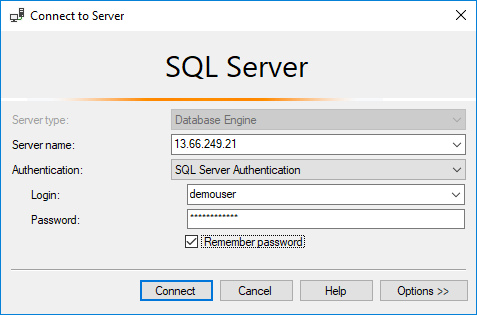 Connect to Server
SQL Server
Server type: Database Engine
Server name: 13.66.249.21
Authentication: SQL Server Authentication
Login: demouser
Password: ************
Remember password
Connect Cancel Help Options >>